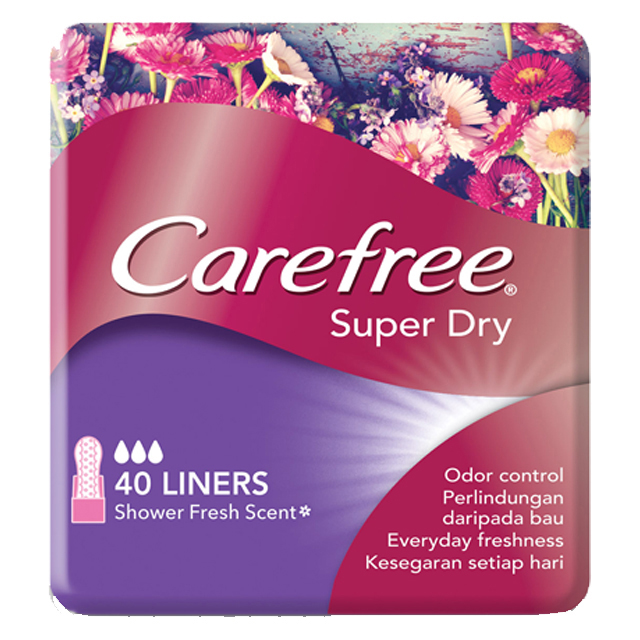 Carefree®
Super Dry
40 LINERS
Shower Fresh Scent*
Odor control
Perlindungan
daripada bau
Everyday freshness
Kesegaran setiap hari